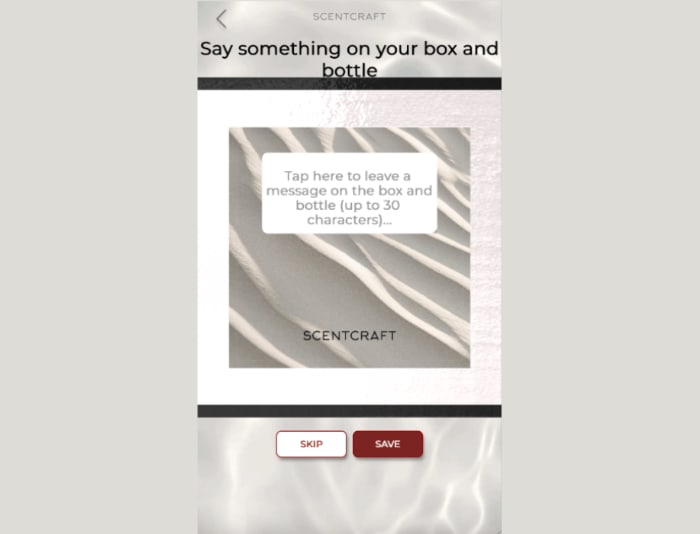 SCENTCRAFT
Say something on your box and
bottle
Tap here to leave a
message on the box and
bottle (up to 30
characters)...
SCENTCRAFT
SKIP
SAVE